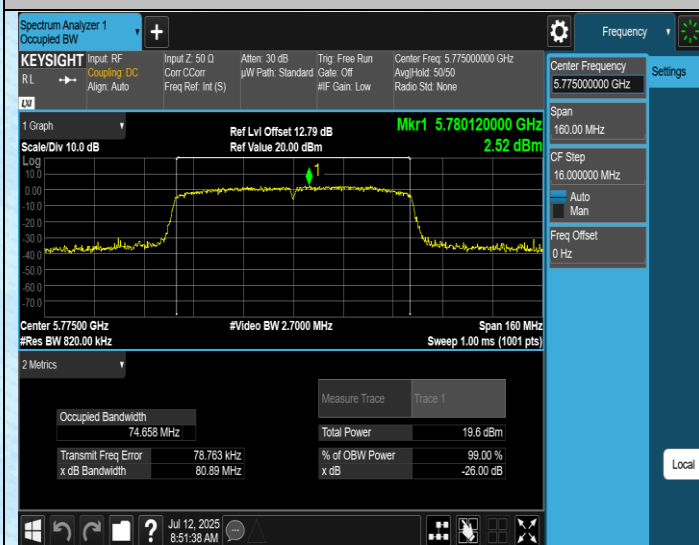 Spectrum Analyzer 1
Occupied BW
+
Frequency
KEYSIGHT
R L
LXI
Input: RF
Coupling: DC
Align: Auto
Input Z: 50 Ω
Corr CCorr
Freq Ref: Int (S)
Atten: 30 dB
µW Path: Standard
Trig: Free Run
Gate: Off
#IF Gain: Low
Center Freq: 5.775000000 GHz
Avg|Hold: 50/50
Radio Std: None
Center Frequency
5.775000000 GHz
Settings
Span
160.00 MHz
CF Step
16.000000 MHz
Auto
Man
Freq Offset
0 Hz
1 Graph
Scale/Div 10.0 dB
Ref Lvl Offset 12.79 dB
Ref Value 20.00 dBm
Mkr1 5.780120000 GHz
2.52 dBm
Log
10.0
0.00
-10.0
-20.0
-30.0
-40.0
-50.0
-60.0
-70.0
1
Center 5.77500 GHz
#Res BW 820.00 kHz
#Video BW 2.7000 MHz
Span 160 MHz
Sweep 1.00 ms (1001 pts)
2 Metrics
Measure Trace Trace 1
Occupied Bandwidth
74.658 MHz
Total Power 19.6 dBm
Transmit Freq Error 78.763 kHz
% of OBW Power 99.00 %
x dB Bandwidth 80.89 MHz
x dB -26.00 dB
Local
?
Jul 12, 2025
8:51:38 AM